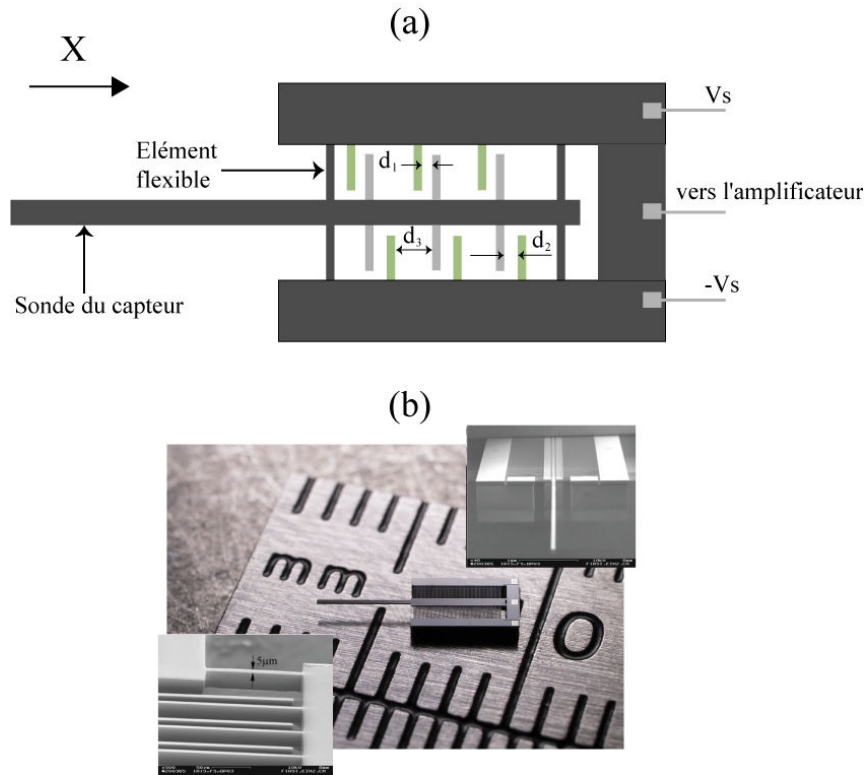 (a)
X
Vs
Elément
flexible
d₁
vers l'amplificateur
d₃
d₂
Sonde du capteur
-Vs
(b)
mm
0
5µm